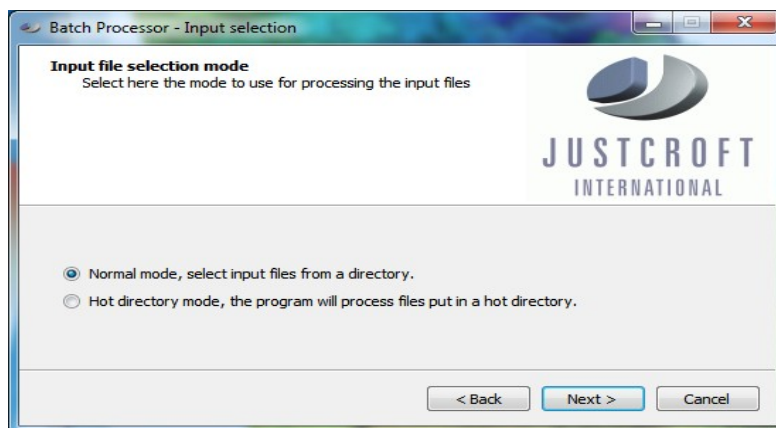 Batch Processor - Input selection
Input file selection mode
Select here the mode to use for processing the input files
JUSTCROFT
INTERNATIONAL
Normal mode, select input files from a directory.
Hot directory mode, the program will process files put in a hot directory.
< Back Next > Cancel